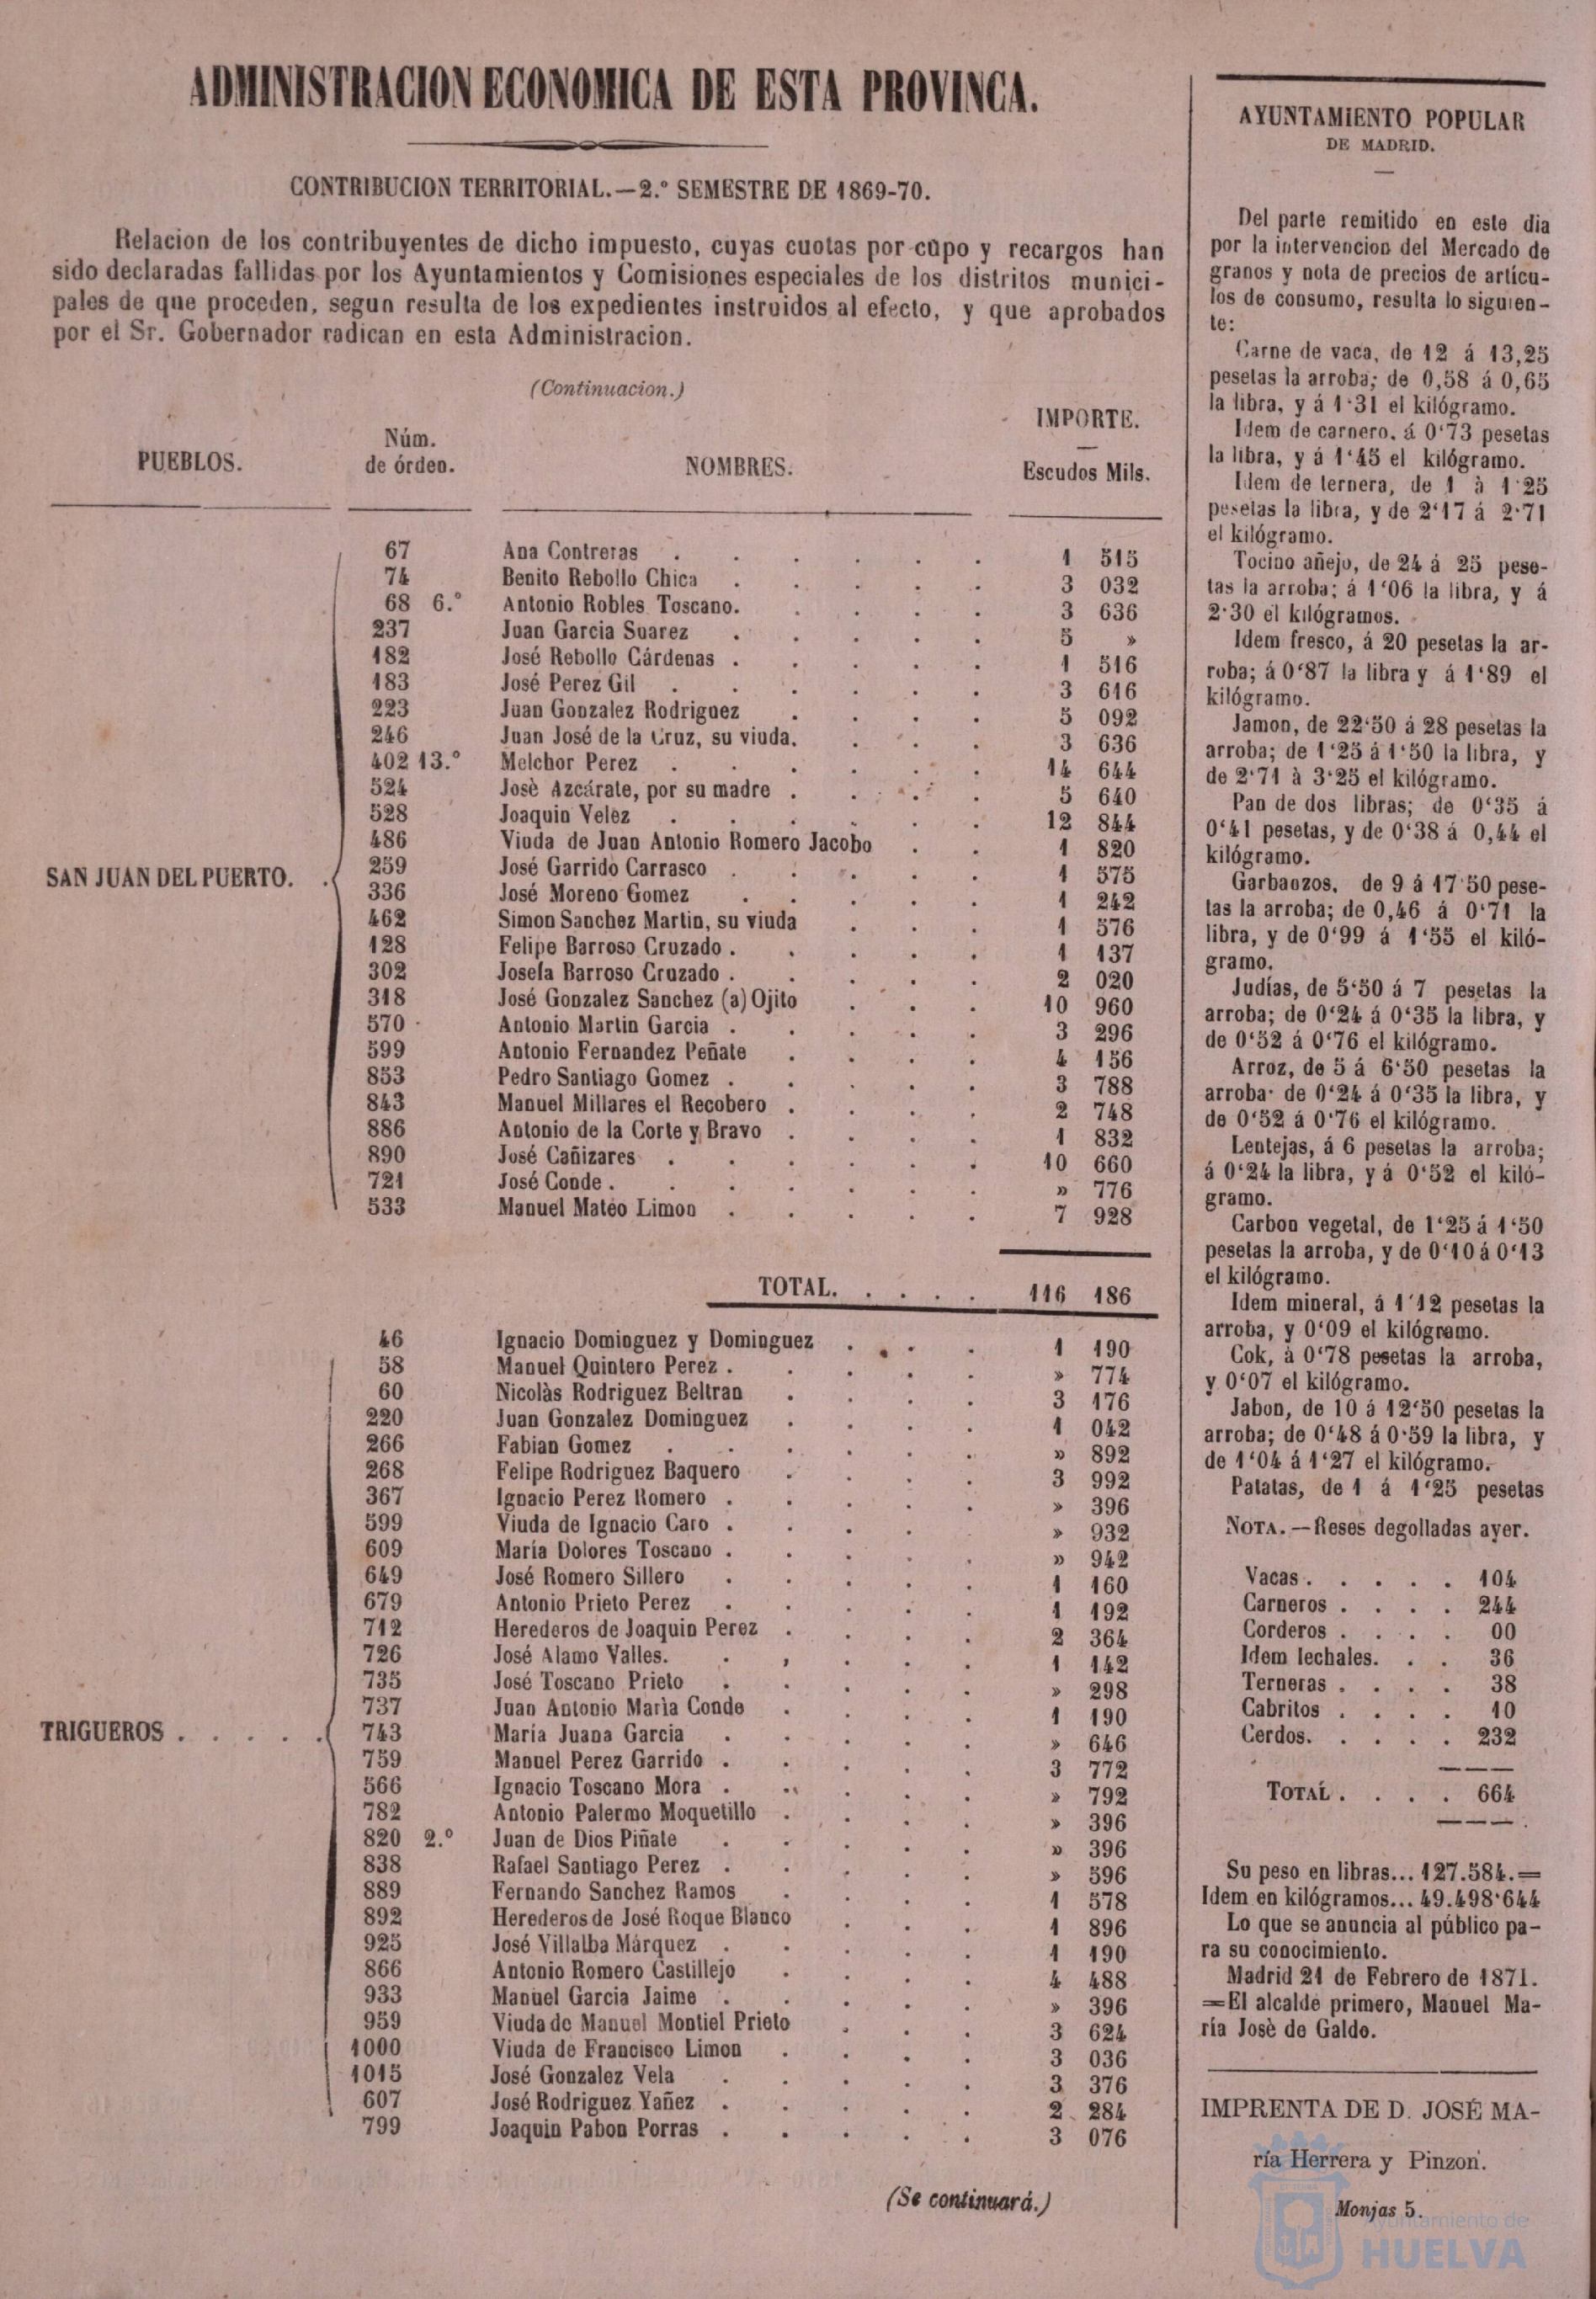 ADMINISTRACION ECONOMICA DE ESTA PROVINCA.
CONTRIBUCION TERRITORIAL.—2.º SEMESTRE DE 1869-70.
Relacion de los contribuyentes de dicho impuesto, cuyas cuotas por cupo y recargos han
sido declaradas fallidas por los Ayuntamientos y Comisiones especiales de los distritos munici-
pales de que proceden, segun resulta de los expedientes instruidos al efecto, y que aprobados
por el Sr. Gobernador radican en esta Administracion.
(Continuacion.)
PUEBLOS. Núm. de órden. NOMBRES. IMPORTE. Escudos Mils.
67 Ana Contreras . . . . . . 1 515
74 Benito Rebollo Chica . . . . . 3 032
68 6.º Antonio Robles Toscano. . . . . 3 636
237 Juan Garcia Suarez . . . . . 5 »
182 José Rebollo Cárdenas . . . . . 1 516
183 José Perez Gil . . . . . . 3 616
223 Juan Gonzalez Rodriguez . . . . 5 092
246 Juan José de la Cruz, su viuda. . . . 3 636
402 13.º Melchor Perez . . . . . . 14 644
524 Josè Azcárate, por su madre . . . . 5 640
528 Joaquin Velez . . . . . . 12 844
486 Viuda de Juan Antonio Romero Jacobo . . 1 820
SAN JUAN DEL PUERTO. . 259 José Garrido Carrasco . . . . . 1 575
336 José Moreno Gomez . . . . . 1 242
462 Simon Sanchez Martin, su viuda . . . 1 576
128 Felipe Barroso Cruzado . . . . . 1 137
302 Josefa Barroso Cruzado . . . . . 2 020
318 José Gonzalez Sanchez (a) Ojito . . . 10 960
570 Antonio Martin Garcia . . . . . 3 296
599 Antonio Fernandez Peñate . . . . 4 156
853 Pedro Santiago Gomez . . . . . 3 788
843 Manuel Millares el Recobero . . . . 2 748
886 Antonio de la Corte y Bravo . . . . 1 832
890 José Cañizares . . . . . . 10 660
721 José Conde . . . . . . » 776
533 Manuel Matéo Limon . . . . . 7 928
TOTAL. . . . . 116 186
46 Ignacio Dominguez y Dominguez . . . . 1 190
58 Manuel Quintero Perez . . . . . » 774
60 Nicolàs Rodriguez Beltran . . . . 3 176
220 Juan Gonzalez Dominguez . . . . 1 042
266 Fabian Gomez . . . . . . » 892
268 Felipe Rodriguez Baquero . . . . 3 992
367 Ignacio Perez Romero . . . . . » 396
599 Viuda de Ignacio Caro . . . . . » 932
609 María Dolores Toscano . . . . . » 942
649 José Romero Sillero . . . . . 1 160
679 Antonio Prieto Perez . . . . . 1 192
712 Herederos de Joaquin Perez . . . . 2 364
726 José Alamo Valles. . . . . . 1 142
735 José Toscano Prieto . . . . . » 298
737 Juan Antonio Maria Conde . . . . 1 190
TRIGUEROS . . . . . 743 María Juana Garcia . . . . . » 646
759 Manuel Perez Garrido . . . . . 3 772
566 Ignacio Toscano Mora . . . . . » 792
782 Antonio Palermo Moquetillo . . . . » 396
820 2.º Juan de Dios Piñate . . . . . » 396
838 Rafael Santiago Perez . . . . . » 596
889 Fernando Sanchez Ramos . . . . 1 578
892 Herederos de José Roque Blanco . . . 1 896
925 José Villalba Márquez . . . . . 1 190
866 Antonio Romero Castillejo . . . . 4 488
933 Manuel Garcia Jaime . . . . . » 396
959 Viuda de Manuel Montiel Prieto . . . 3 624
1000 Viuda de Francisco Limon . . . . 3 036
1015 José Gonzalez Vela . . . . . 3 376
607 José Rodriguez Yañez . . . . . 2 284
799 Joaquin Pabon Porras . . . . . 3 076
(Se continuará.)
AYUNTAMIENTO POPULAR
DE MADRID.
Del parte remitido en este dia
por la intervencion del Mercado de
granos y nota de precios de articu-
los de consumo, resulta lo siguien-
te:
Carne de vaca, de 12 á 13,25
pesetas la arroba; de 0,58 á 0,65
la libra, y á 1‘31 el kilógramo.
Idem de carnero, á 0‘73 pesetas
la libra, y á 1‘45 el kilógramo.
Idem de ternera, de 1 à 1‘25
pesetas la libra, y de 2‘17 á 2‘71
el kilógramo.
Tocino añejo, de 24 á 25 pese-
tas la arroba; á 1‘06 la libra, y á
2‘30 el kilógramos.
Idem fresco, á 20 pesetas la ar-
roba; á 0‘87 la libra y á 1‘89 el
kilógramo.
Jamon, de 22‘50 á 28 pesetas la
arroba; de 1‘25 á 1‘50 la libra, y
de 2‘71 à 3‘25 el kilógramo.
Pan de dos libras; de 0‘35 á
0‘41 pesetas, y de 0‘38 á 0,44 el
kilógramo.
Garbanzos, de 9 á 17‘50 pese-
tas la arroba; de 0,46 á 0‘71 la
libra, y de 0‘99 á 1‘55 el kiló-
gramo.
Judías, de 5‘50 á 7 pesetas la
arroba; de 0‘24 á 0‘35 la libra, y
de 0‘52 á 0‘76 el kilógramo.
Arroz, de 5 á 6‘50 pesetas la
arroba· de 0‘24 á 0‘35 la libra, y
de 0‘52 á 0‘76 el kilógramo.
Lentejas, á 6 pesetas la arroba;
á 0‘24 la libra, y á 0‘52 el kiló-
gramo.
Carbon vegetal, de 1‘25 á 1‘50
pesetas la arroba, y de 0‘10 á 0‘13
el kilógramo.
Idem mineral, á 1‘12 pesetas la
arroba, y 0‘09 el kilógramo.
Cok, à 0‘78 pesetas la arroba,
y 0‘07 el kilógramo.
Jabon, de 10 á 12‘50 pesetas la
arroba; de 0‘48 á 0‘59 la libra, y
de 1‘04 á 1‘27 el kilógramo.
Patatas, de 1 á 1‘25 pesetas
NOTA.—Reses degolladas ayer.
Vacas . . . . . 104
Carneros . . . . 244
Corderos . . . . 00
Idem lechales. . . 36
Terneras . . . . 38
Cabritos . . . . 10
Cerdos. . . . . 232
TOTAL . . . . 664
Su peso en libras... 127.584.=
Idem en kilógramos... 49.498‘644
Lo que se anuncia al público pa-
ra su conocimiento.
Madrid 21 de Febrero de 1871.
=El alcalde primero, Manuel Ma-
ría Josè de Galdo.
IMPRENTA DE D. JOSÉ MA-
ría Herrera y Pinzon.
Monjas 5.
Ayuntamiento de
HUELVA